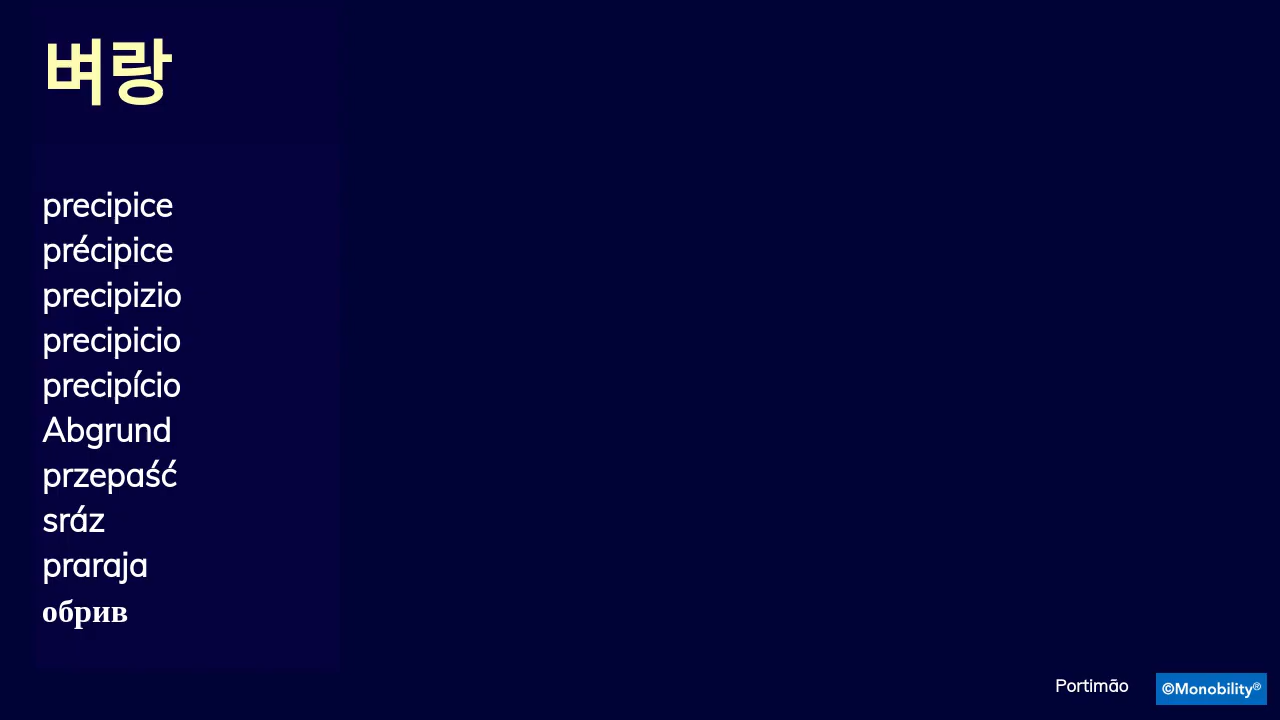 벼랑
precipice
précipice
precipizio
precipicio
precipício
Abgrund
przepaść
sráz
praraja
обрив
Portimão
©Monobility®